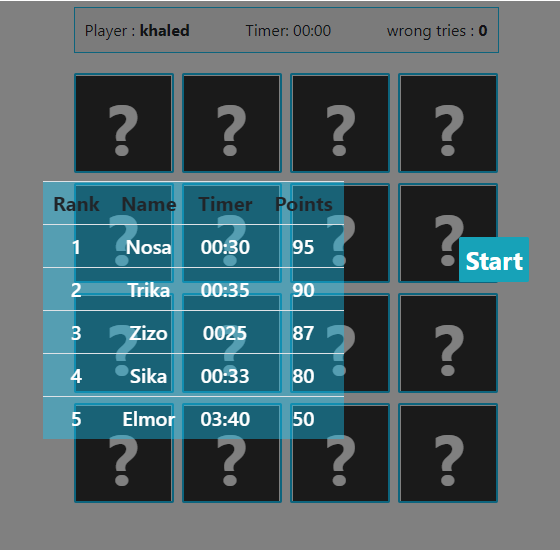 Player : khaled Timer: 00:00 wrong tries : 0
? ? ? ?
Rank Name Timer Points
? ? ? ?
1 Nosa 00:30 95
Start
2 Trika 00:35 90
3 Zizo 0025 87
? ? ? ?
4 Sika 00:33 80
5 Elmor 03:40 50
? ? ? ?